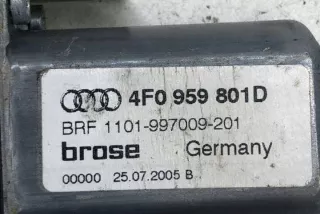 4F0 959 801D
BRF 1101-997009-201
brose Germany
00000 25.07.2005 B